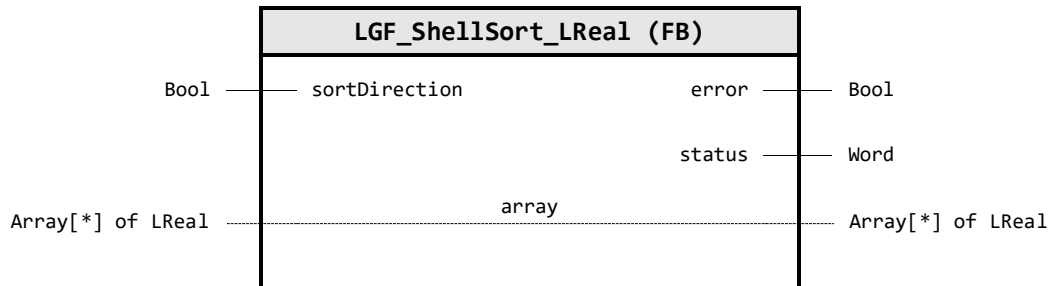 LGF_ShellSort_LReal (FB)
Bool sortDirection error Bool
status Word
Array[*] of LReal array Array[*] of LReal